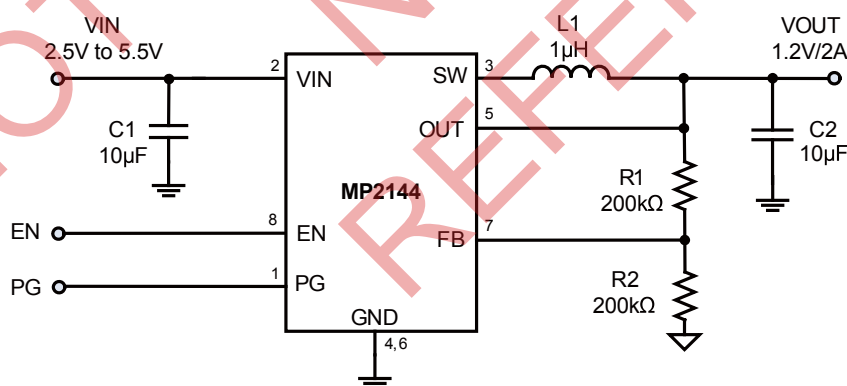 VIN
2.5V to 5.5V
L1
1µH
VOUT
1.2V/2A
2
VIN
SW
3
C1
10µF
OUT
5
C2
10µF
MP2144
R1
200kΩ
EN
8
EN
FB
7
PG
1
PG
R2
200kΩ
GND
4,6
NOT
N
REFE